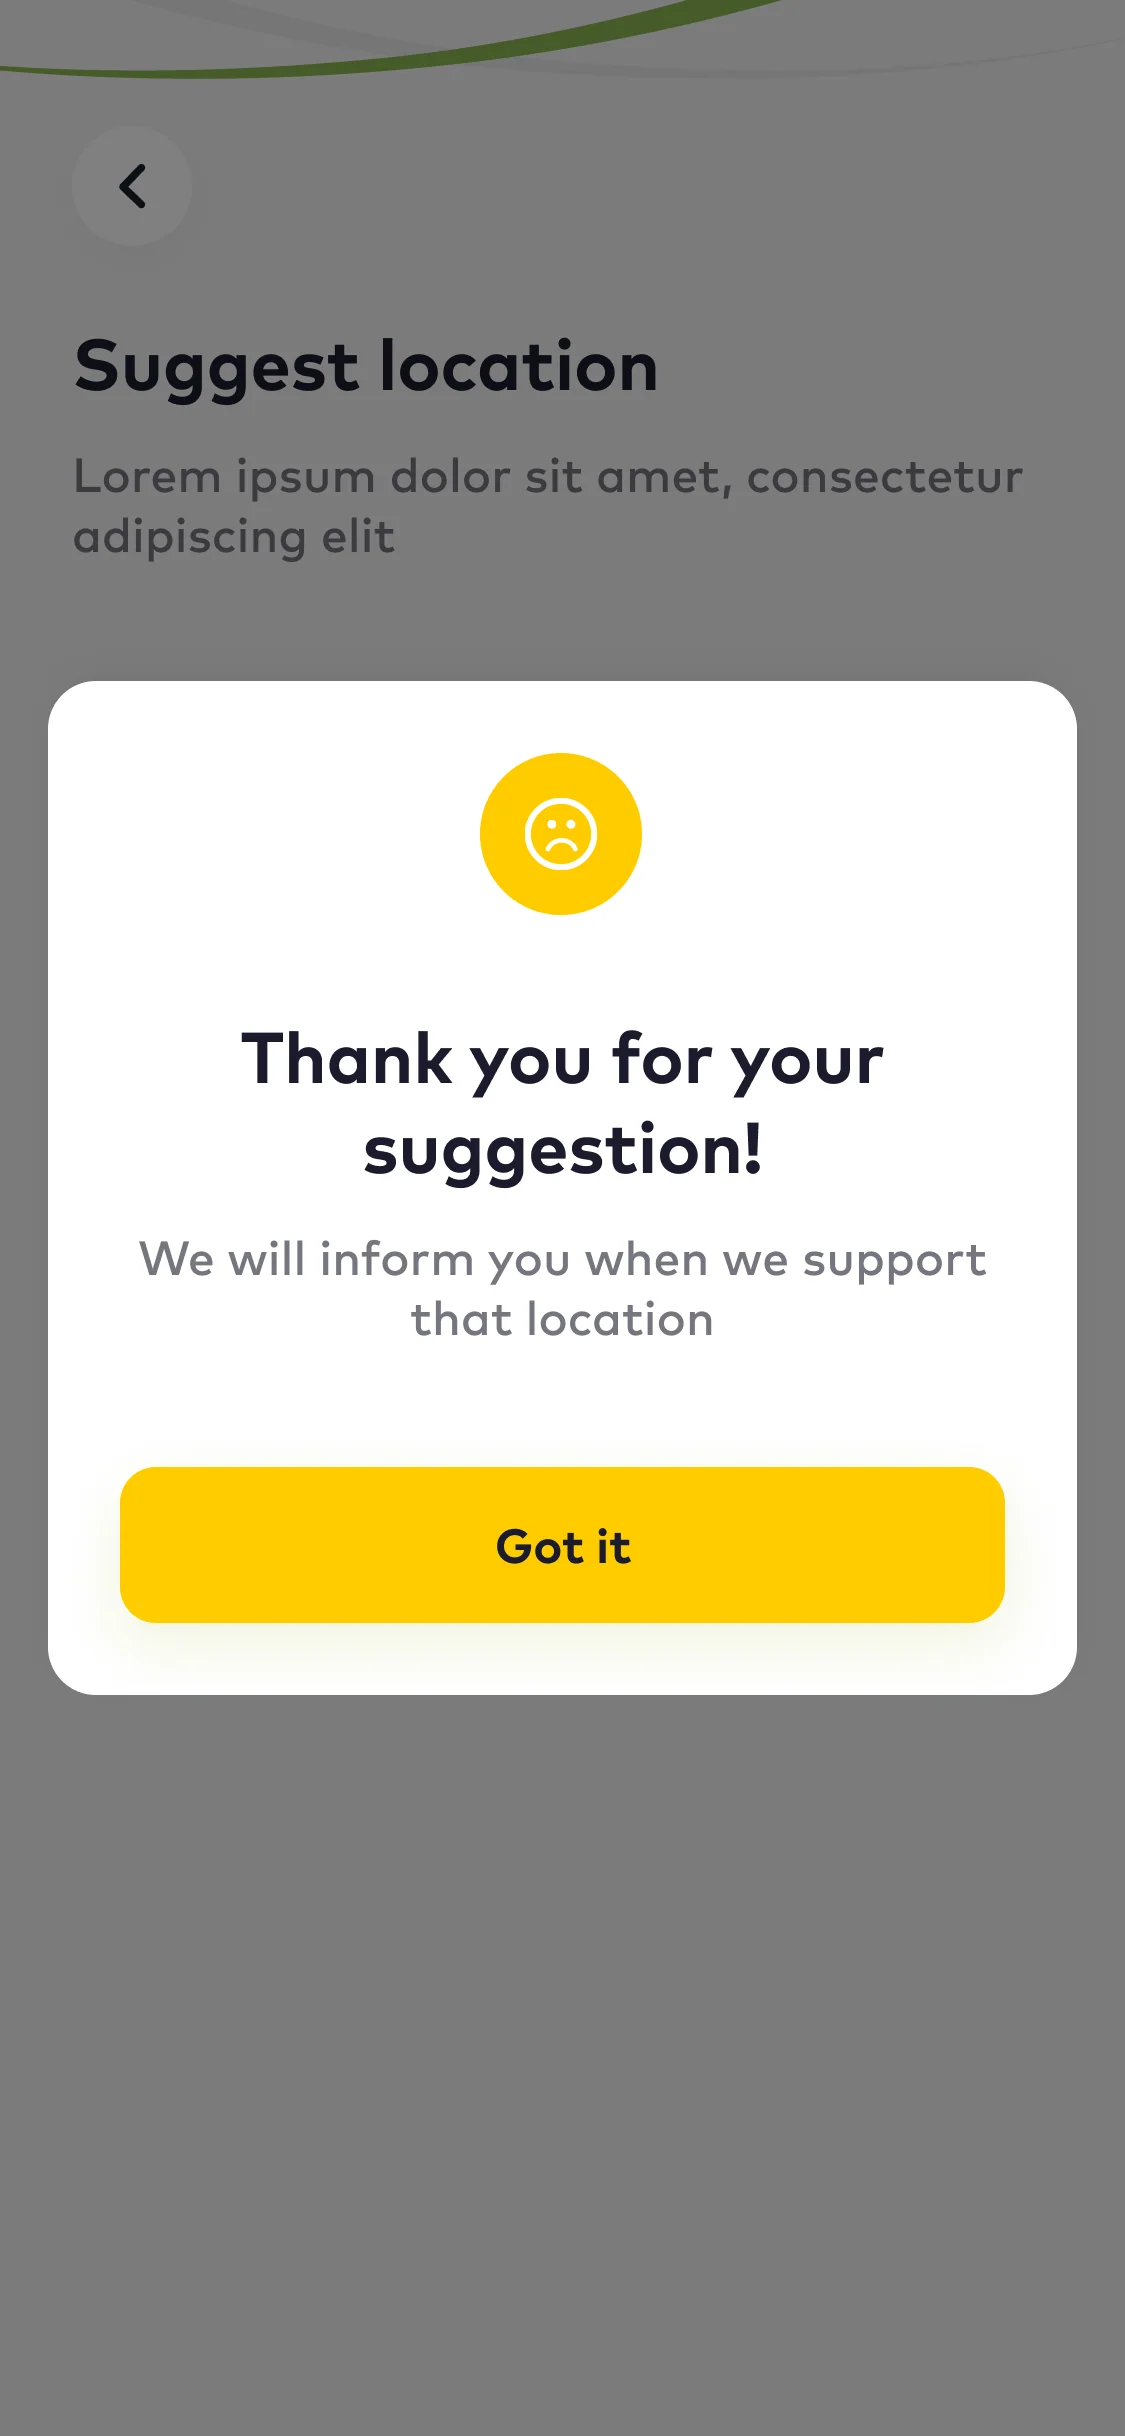 Suggest location
Lorem ipsum dolor sit amet, consectetur
adipiscing elit
Thank you for your
suggestion!
We will inform you when we support
that location
Got it